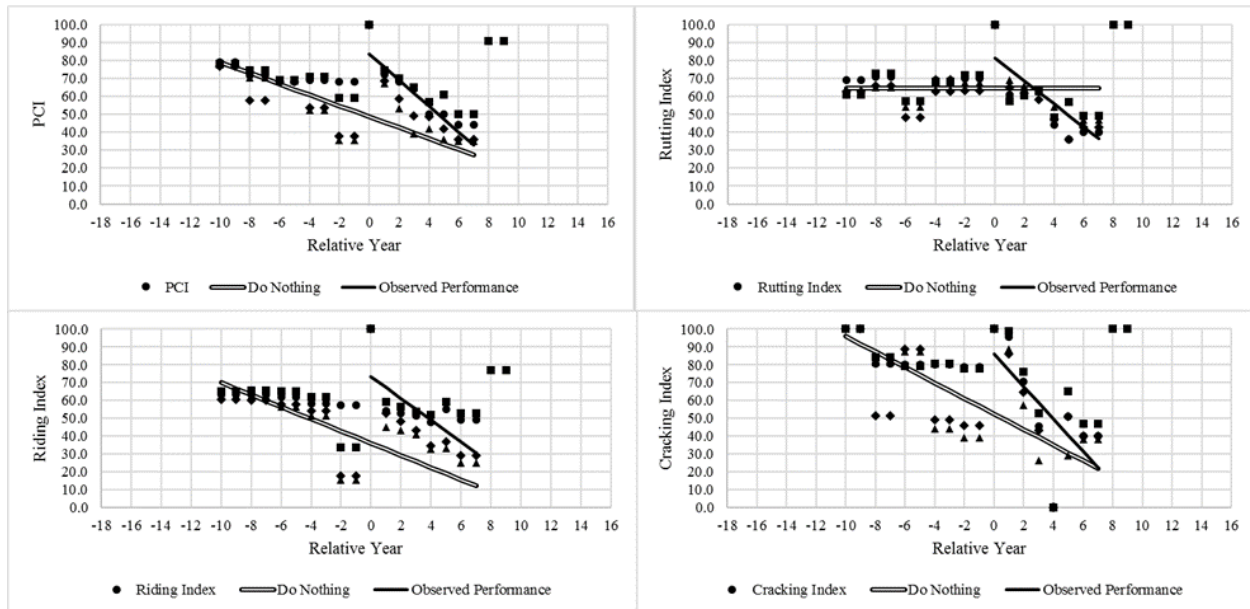 100.0
90.0
80.0
70.0
60.0
50.0
40.0
30.0
20.0
10.0
0.0
PCI
-18 -16 -14 -12 -10 -8 -6 -4 -2 0 2 4 6 8 10 12 14 16
Relative Year
PCI Do Nothing Observed Performance
100.0
90.0
80.0
70.0
60.0
50.0
40.0
30.0
20.0
10.0
0.0
Rutting Index
-18 -16 -14 -12 -10 -8 -6 -4 -2 0 2 4 6 8 10 12 14 16
Relative Year
Rutting Index Do Nothing Observed Performance
100.0
90.0
80.0
70.0
60.0
50.0
40.0
30.0
20.0
10.0
0.0
Riding Index
-18 -16 -14 -12 -10 -8 -6 -4 -2 0 2 4 6 8 10 12 14 16
Relative Year
Riding Index Do Nothing Observed Performance
100.0
90.0
80.0
70.0
60.0
50.0
40.0
30.0
20.0
10.0
0.0
Cracking Index
-18 -16 -14 -12 -10 -8 -6 -4 -2 0 2 4 6 8 10 12 14 16
Relative Year
Cracking Index Do Nothing Observed Performance